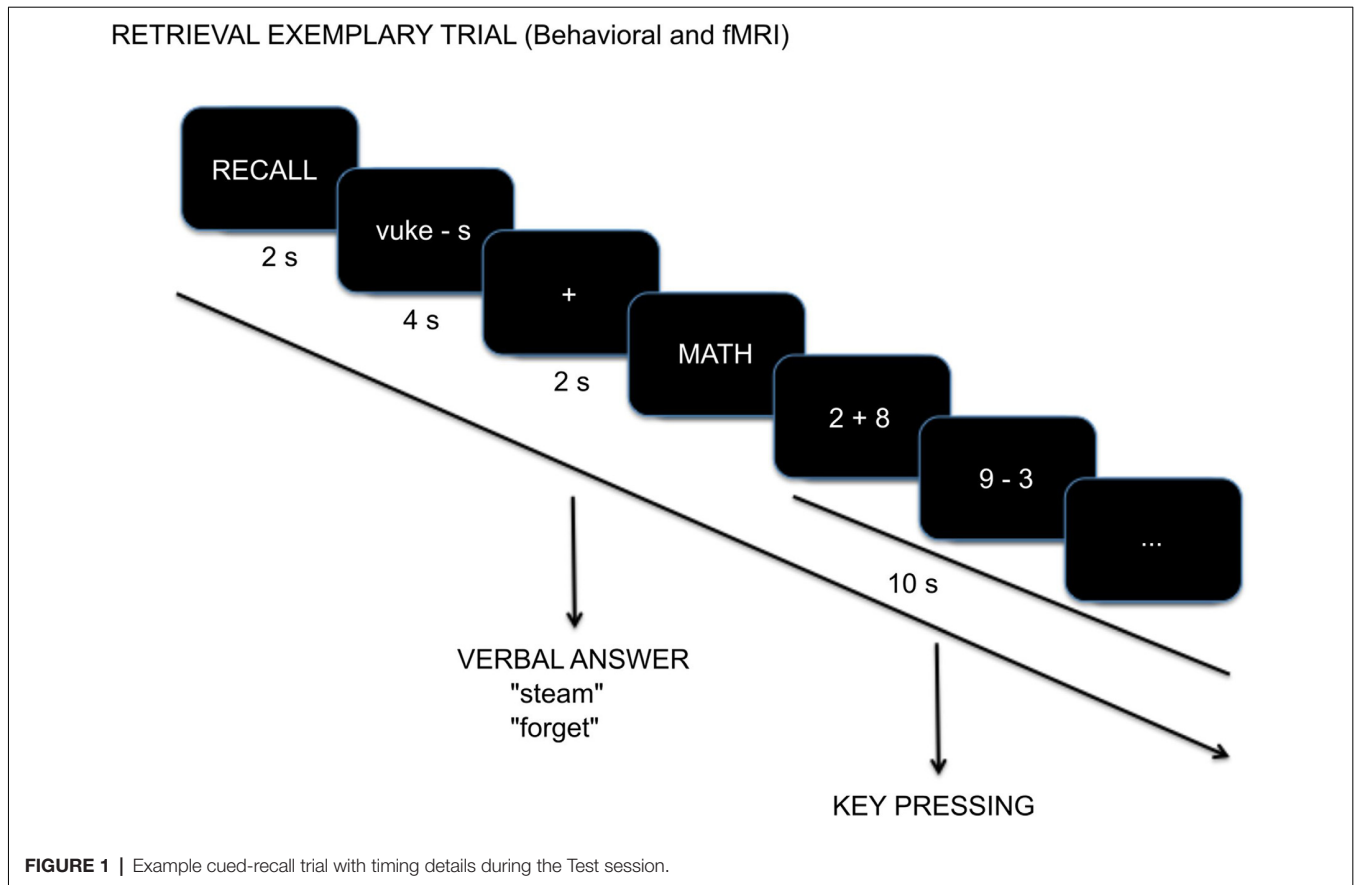 RETRIEVAL EXEMPLARY TRIAL (Behavioral and fMRI)
RECALL
2 s
vuke - s
4 s
+
2 s
MATH
2 + 8
9 - 3
...
10 s
VERBAL ANSWER
"steam"
"forget"
KEY PRESSING
FIGURE 1 | Example cued-recall trial with timing details during the Test session.